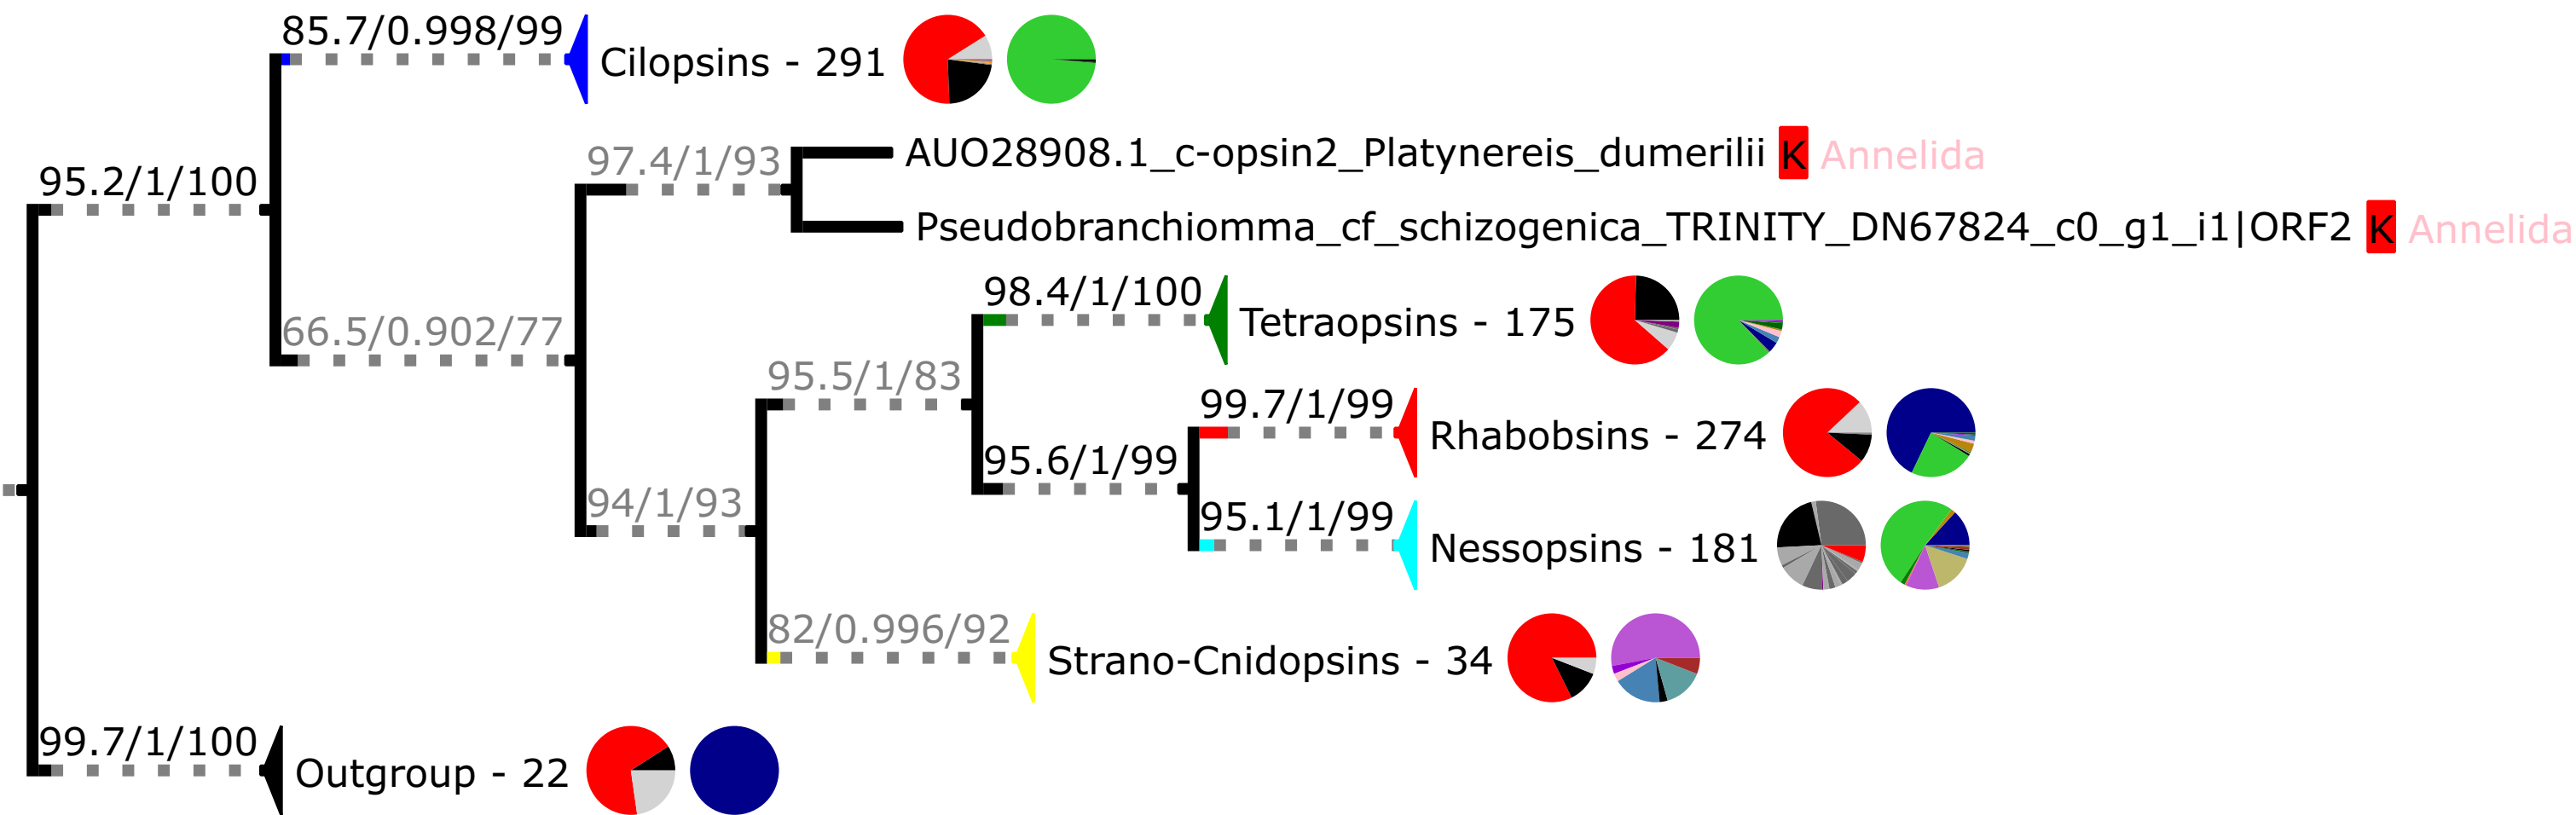 85.7/0.998/99
Cilopsins - 291
97.4/1/93
AUO28908.1_c-opsin2_Platynereis_dumerilii K Annelida
95.2/1/100
Pseudobranchiomma_cf_schizogenica_TRINITY_DN67824_c0_g1_i1|ORF2 K Annelida
98.4/1/100
66.5/0.902/77
Tetraopsins - 175
95.5/1/83
99.7/1/99
Rhabobsins - 274
95.6/1/99
94/1/93
95.1/1/99
Nessopsins - 181
82/0.996/92
Strano-Cnidopsins - 34
99.7/1/100
Outgroup - 22